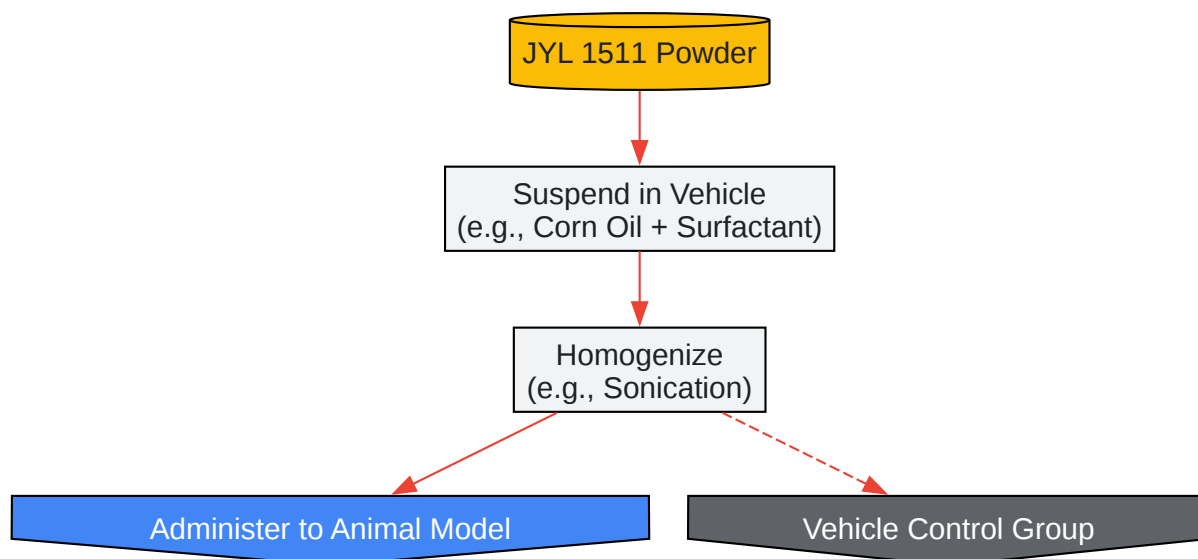 JYL 1511 Powder
Suspend in Vehicle
(e.g., Corn Oil + Surfactant)
Homogenize
(e.g., Sonication)
Administer to Animal Model
Vehicle Control Group